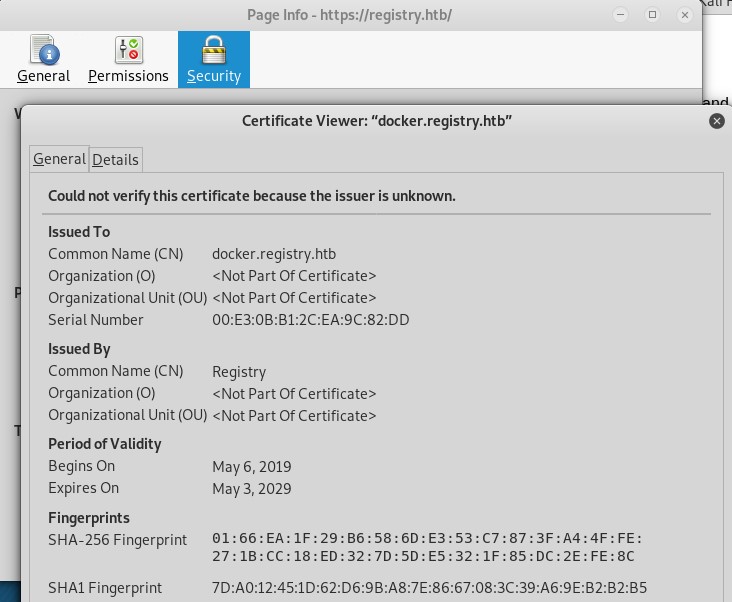 Page Info - https://registry.htb/
General Permissions Security
Certificate Viewer: “docker.registry.htb”
and
General Details
Could not verify this certificate because the issuer is unknown.
Issued To
Common Name (CN) docker.registry.htb
Organization (O) <Not Part Of Certificate>
Organizational Unit (OU) <Not Part Of Certificate>
Serial Number 00:E3:0B:B1:2C:EA:9C:82:DD
Issued By
Common Name (CN) Registry
Organization (O) <Not Part Of Certificate>
Organizational Unit (OU) <Not Part Of Certificate>
Period of Validity
Begins On May 6, 2019
Expires On May 3, 2029
Fingerprints
SHA-256 Fingerprint 01:66:EA:1F:29:B6:58:6D:E3:53:C7:87:3F:A4:4F:FE:
27:1B:CC:18:ED:32:7D:5D:E5:32:1F:85:DC:2E:FE:8C
SHA1 Fingerprint 7D:A0:12:45:1D:62:D6:9B:A8:7E:86:67:08:3C:39:A6:9E:B2:B2:B5